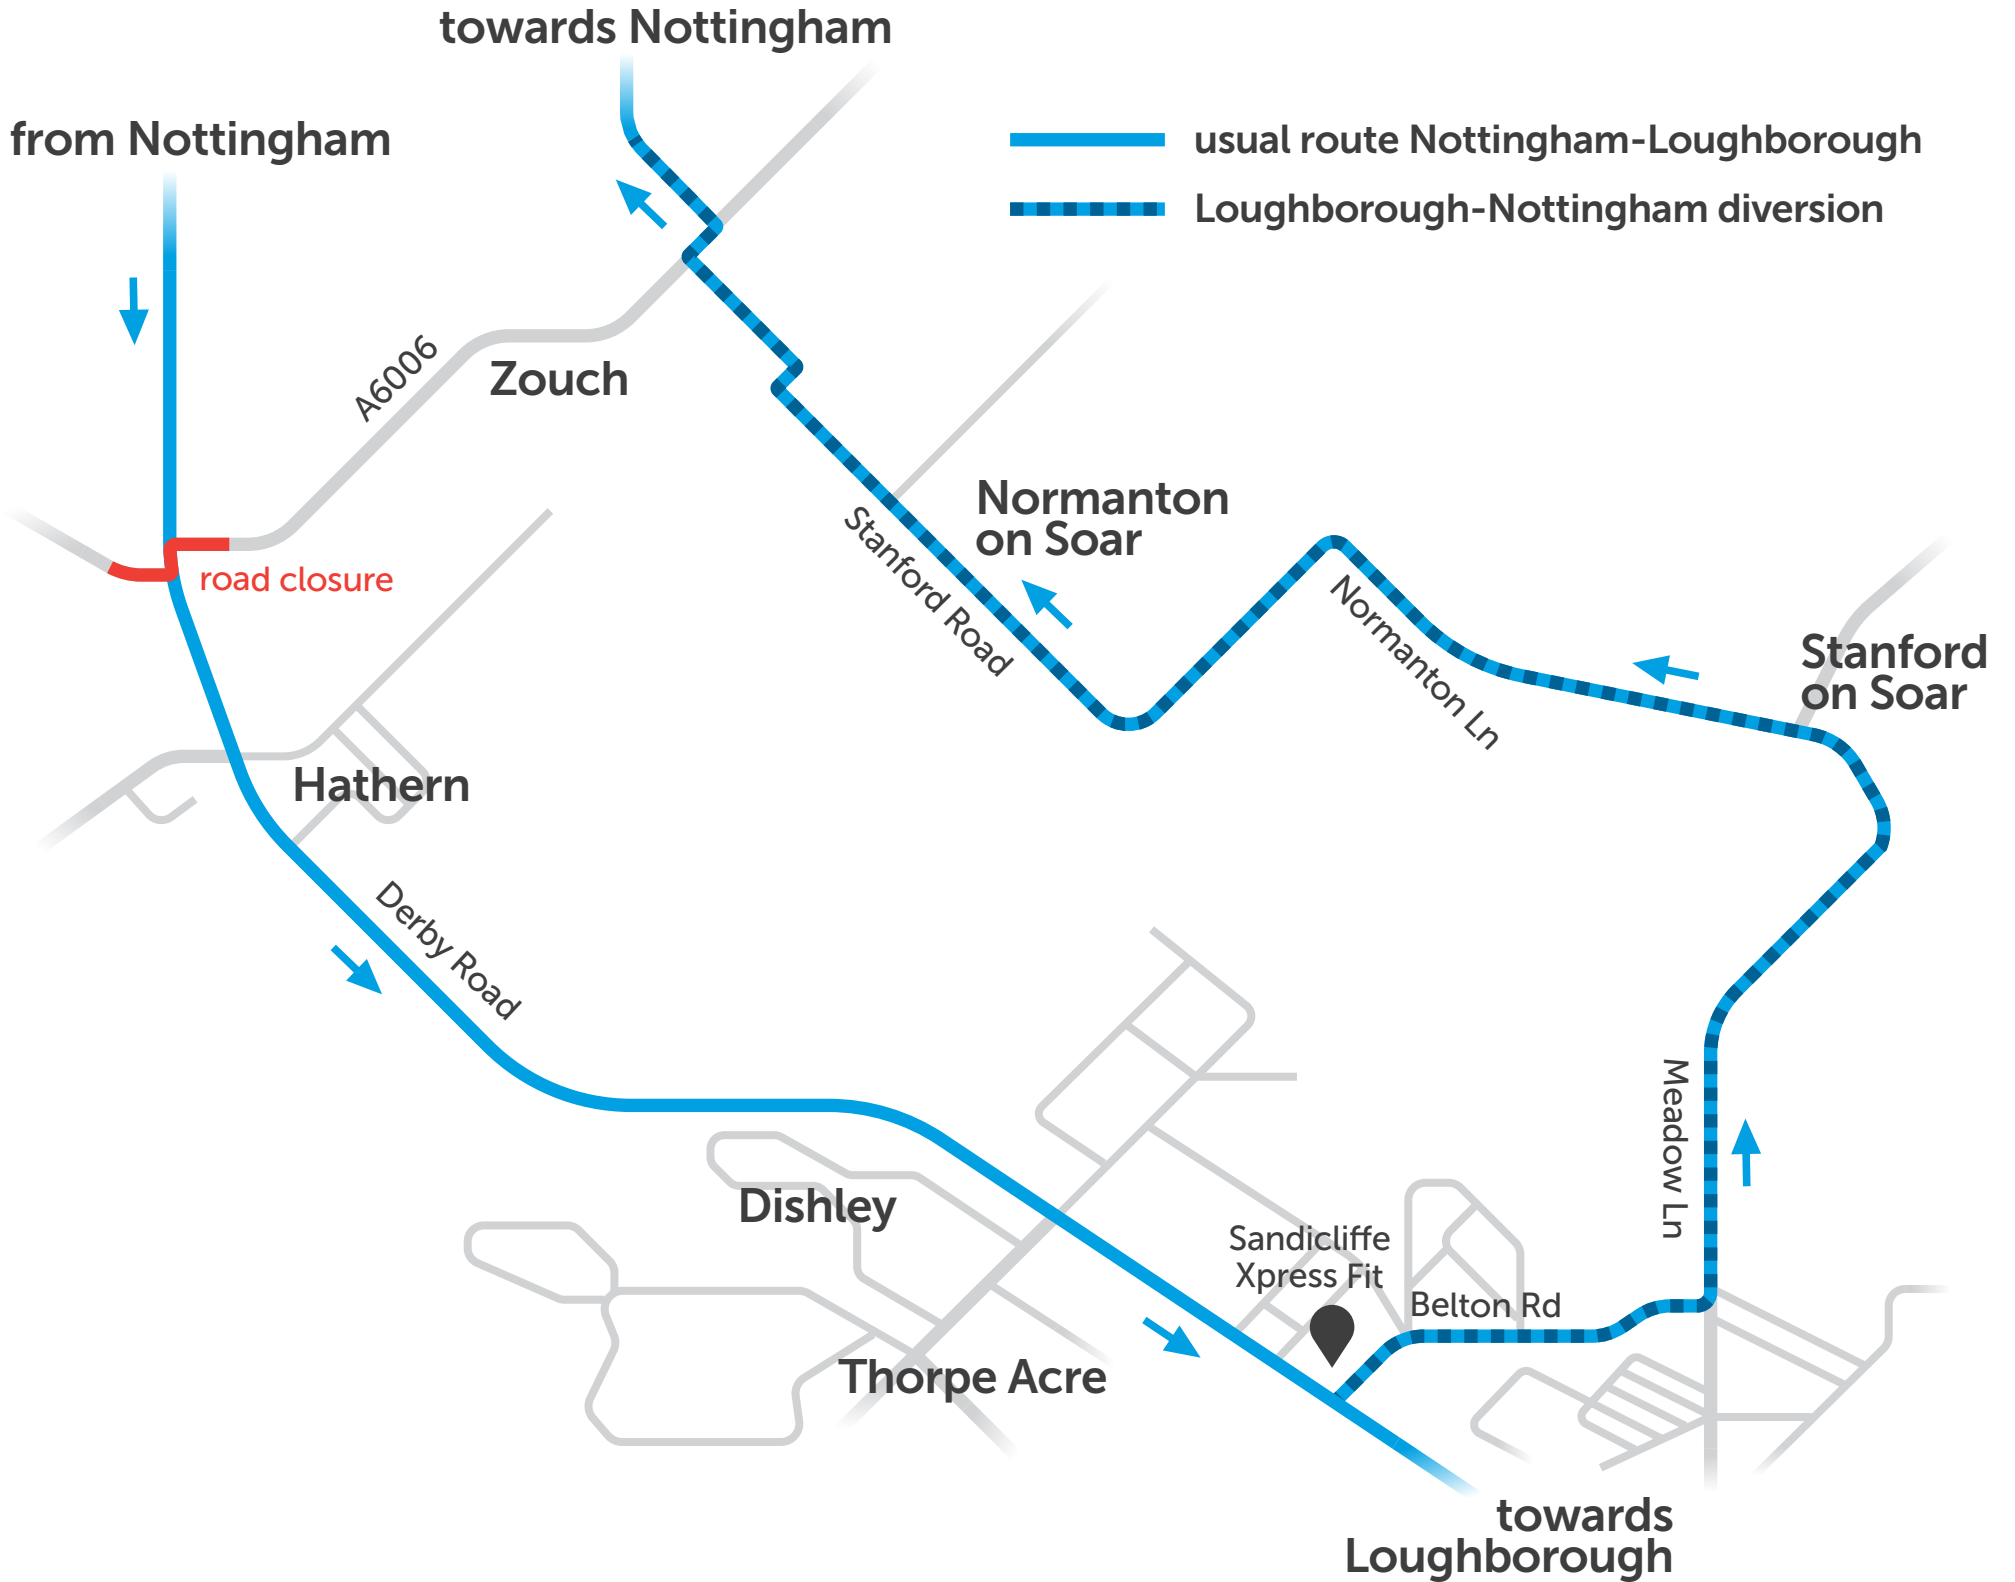 towards Nottingham
from Nottingham
usual route Nottingham-Loughborough
Loughborough-Nottingham diversion
A6006
Zouch
Normanton
on Soar
Stanford Road
road closure
Normanton Ln
Stanford
on Soar
Hathern
Derby Road
Meadow Ln
Dishley
Sandicliffe
Xpress Fit
Belton Rd
Thorpe Acre
towards
Loughborough